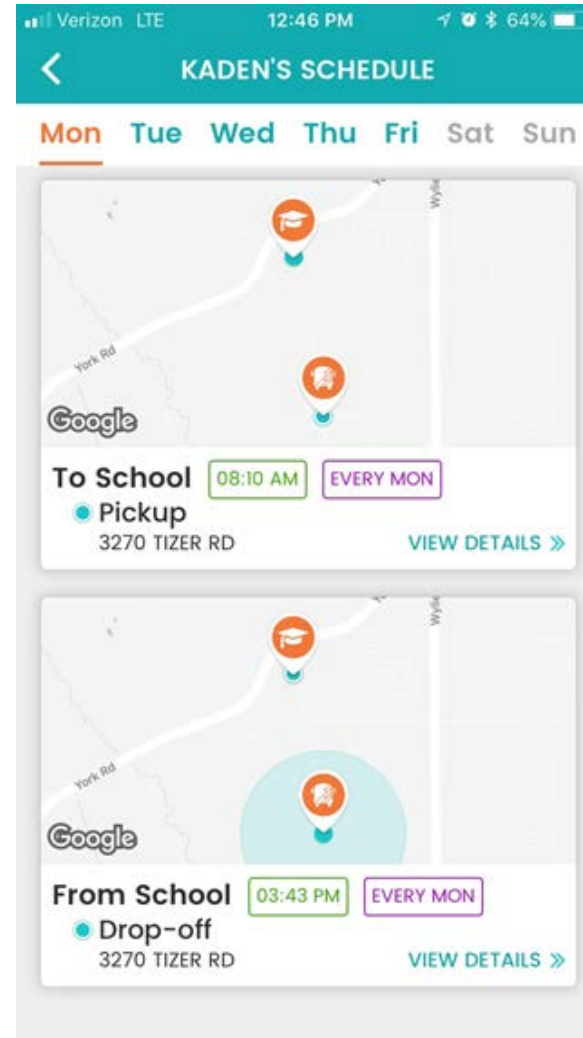 Verizon LTE 12:46 PM 64%
KADEN'S SCHEDULE
Mon Tue Wed Thu Fri Sat Sun
Wylie
York Rd
Google
To School 08:10 AM EVERY MON
Pickup
3270 TIZER RD VIEW DETAILS »
Wylie
York Rd
Google
From School 03:43 PM EVERY MON
Drop-off
3270 TIZER RD VIEW DETAILS »